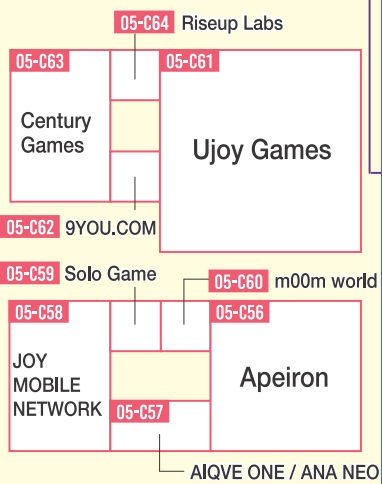 05-C64 Riseup Labs
05-C63
05-C61
Century
Games
Ujoy Games
05-C62 9YOU.COM
05-C59 Solo Game
05-C60 m00m world
05-C58
05-C56
JOY
MOBILE
NETWORK
Apeiron
05-C57
AIQVE ONE / ANA NEO